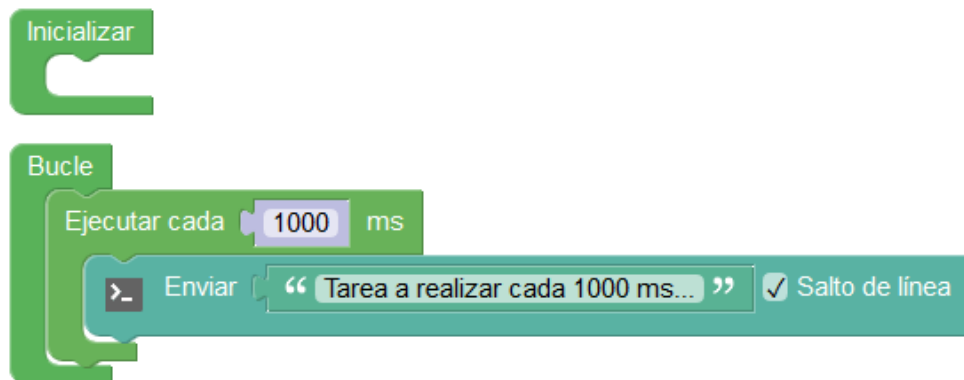 Inicializar
Bucle
Ejecutar cada 1000 ms
>_ Enviar “ Tarea a realizar cada 1000 ms... ” Salto de línea